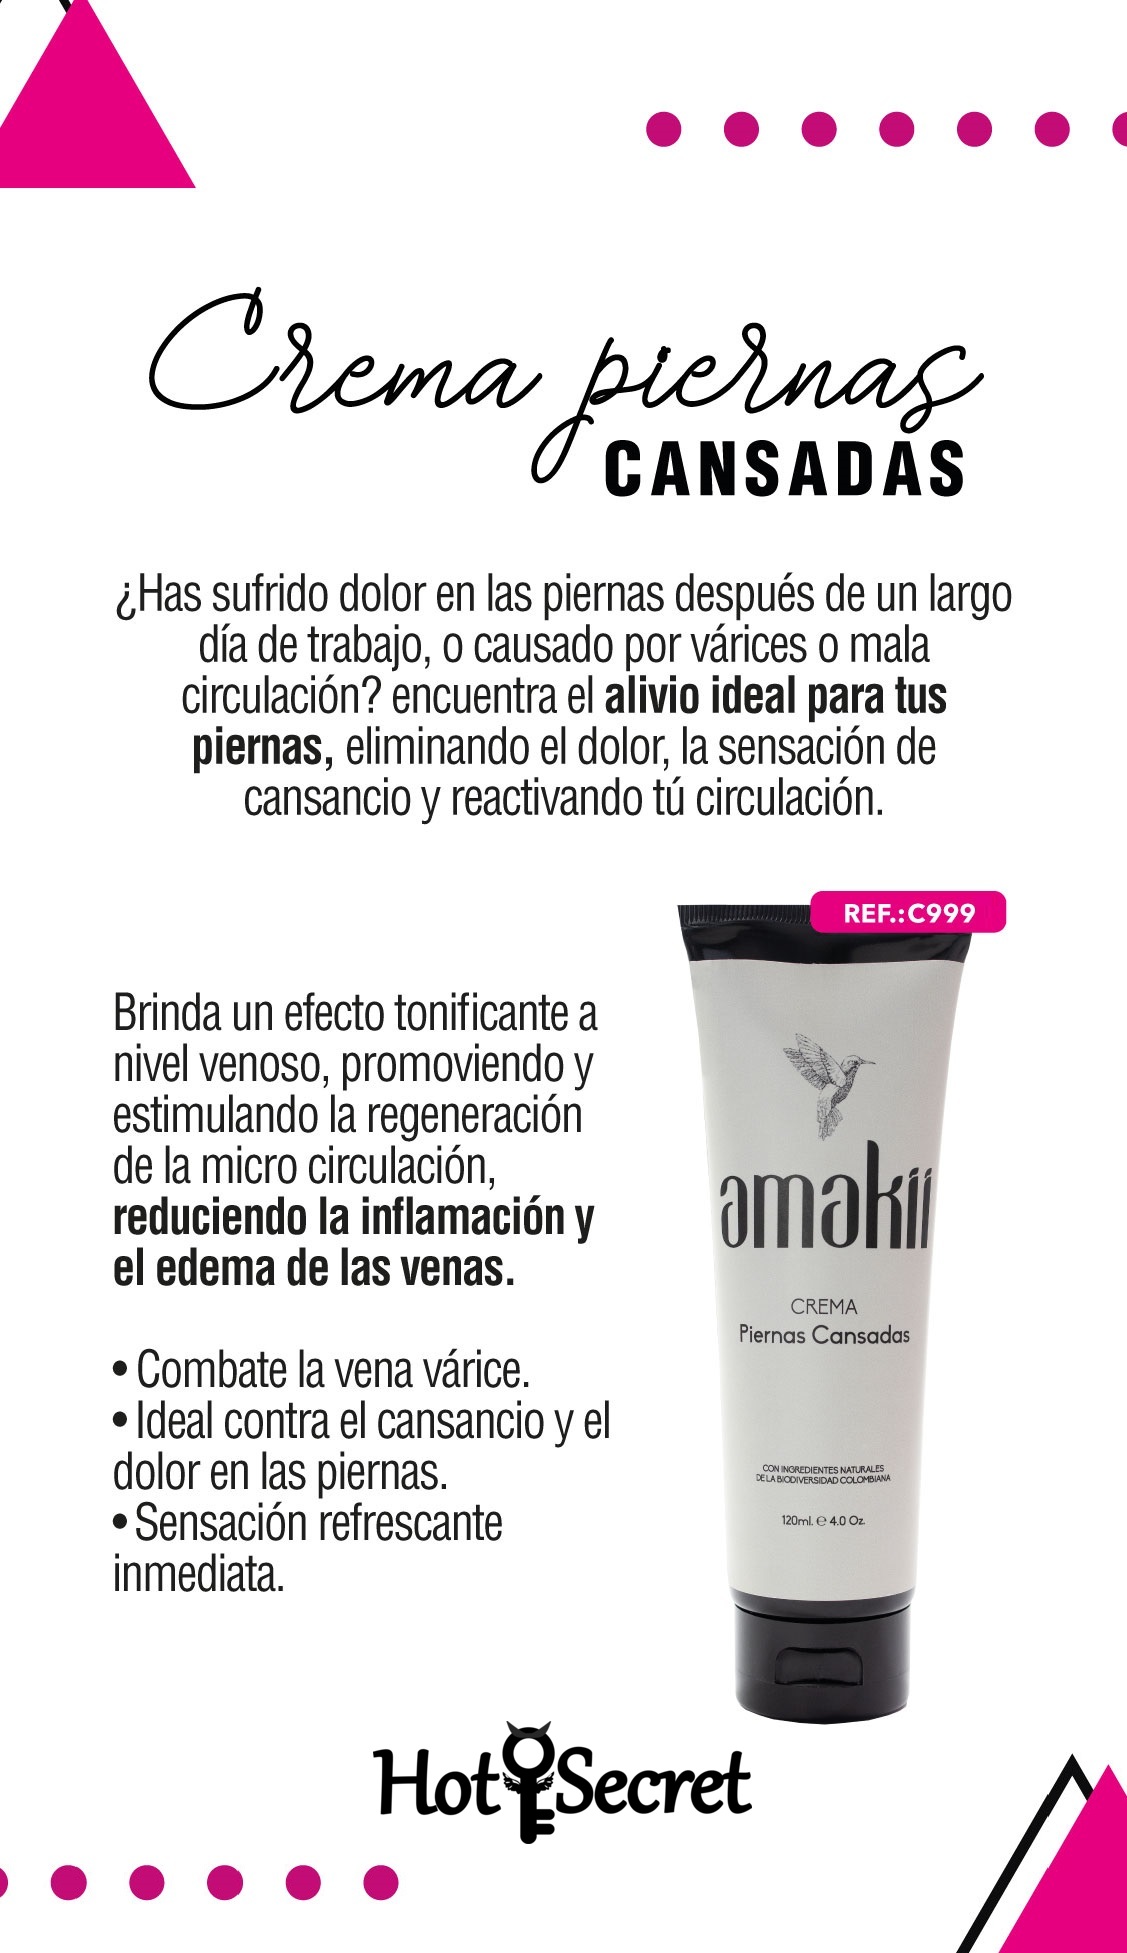 Crema piernas
CANSADAS
¿Has sufrido dolor en las piernas después de un largo
día de trabajo, o causado por várices o mala
circulación? encuentra el alivio ideal para tus
piernas, eliminando el dolor, la sensación de
cansancio y reactivando tú circulación.
REF.:C999
Brinda un efecto tonificante a
nivel venoso, promoviendo y
estimulando la regeneración
de la micro circulación,
reduciendo la inflamación y
el edema de las venas.
• Combate la vena várice.
• Ideal contra el cansancio y el
dolor en las piernas.
• Sensación refrescante
inmediata.
amakii
CREMA
Piernas Cansadas
CON INGREDIENTES NATURALES
DE LA BIODIVERSIDAD COLOMBIANA
120ml. ℮ 4.0 Oz.
Hot Secret